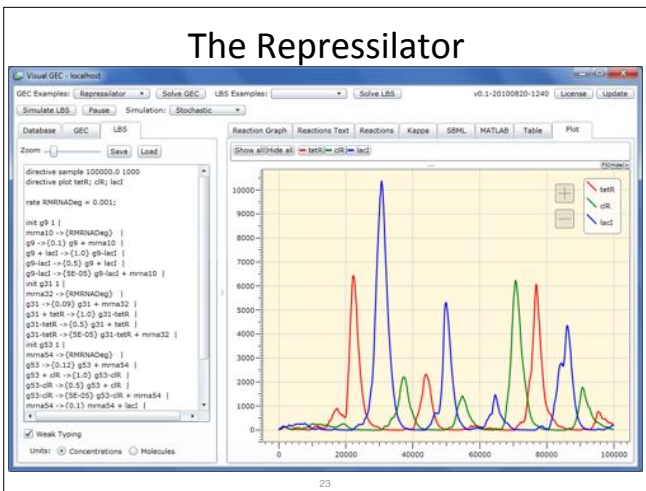 The Repressilator
Visual GEC - localhost
GEC Examples: Repressilator Solve GEC LBS Examples: Solve LBS v0.1-20100820-1240 License Update
Simulate LBS Pause Simulation: Stochastic
Database GEC LBS
Reaction Graph Reactions Text Reactions Kappa SBML MATLAB Table Plot
Zoom Save Load
Show all Hide all tetR clR lacI
directive sample 100000.0 1000
directive plot tetR; clR; lacI
rate RMRNADeg = 0.001;
init g9 1 |
mrna10 ->{RMRNADeg} |
g9 ->{0.1} g9 + mrna10 |
g9 + lacI ->{1.0} g9-lacI |
g9-lacI ->{0.5} g9 + lacI |
g9-lacI ->{5E-05} g9-lacI + mrna10 |
init g31 1 |
mrna32 ->{RMRNADeg} |
g31 ->{0.09} g31 + mrna32 |
g31 + tetR ->{1.0} g31-tetR |
g31-tetR ->{0.5} g31 + tetR |
g31-tetR ->{5E-05} g31-tetR + mrna32 |
init g53 1 |
mrna54 ->{RMRNADeg} |
g53 ->{0.12} g53 + mrna54 |
g53 + clR ->{1.0} g53-clR |
g53-clR ->{0.5} g53 + clR |
g53-clR ->{5E-05} g53-clR + mrna54 |
mrna54 ->{0.1} mrna54 + lacI |
Weak Typing
Units: Concentrations Molecules
tetR
clR
lacI
10000
9000
8000
7000
6000
5000
4000
3000
2000
1000
0
0 20000 40000 60000 80000 100000
23